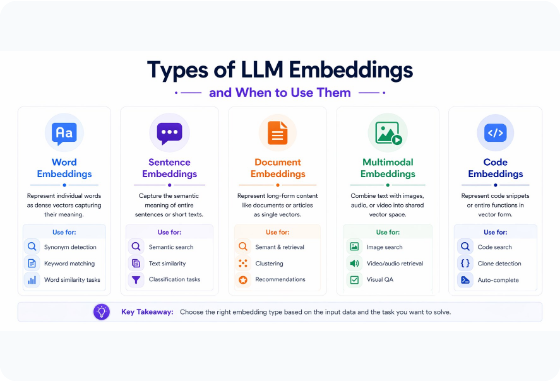 Types of LLM Embeddings
and When to Use Them
Aa
Word
Embeddings
Represent individual words
as dense vectors capturing
their meaning.
Use for:
Synonym detection
Keyword matching
Word similarity tasks
Sentence
Embeddings
Capture the semantic
meaning of entire
sentences or short texts.
Use for:
Semantic search
Text similarity
Classification tasks
Document
Embeddings
Represent long-form content
like documents or articles
as single vectors.
Use for:
Semant & retrieval
Clustering
Recommendations
Multimodal
Embeddings
Combine text with images,
audio, or video into shared
vector space.
Use for:
Image search
Video/audio retrieval
Visual QA
</>
Code
Embeddings
Represent code snippets
or entire functions in
vector form.
Use for:
Code search
{ } Clone detection
Auto-complete
Key Takeaway: Choose the right embedding type based on the input data and the task you want to solve.